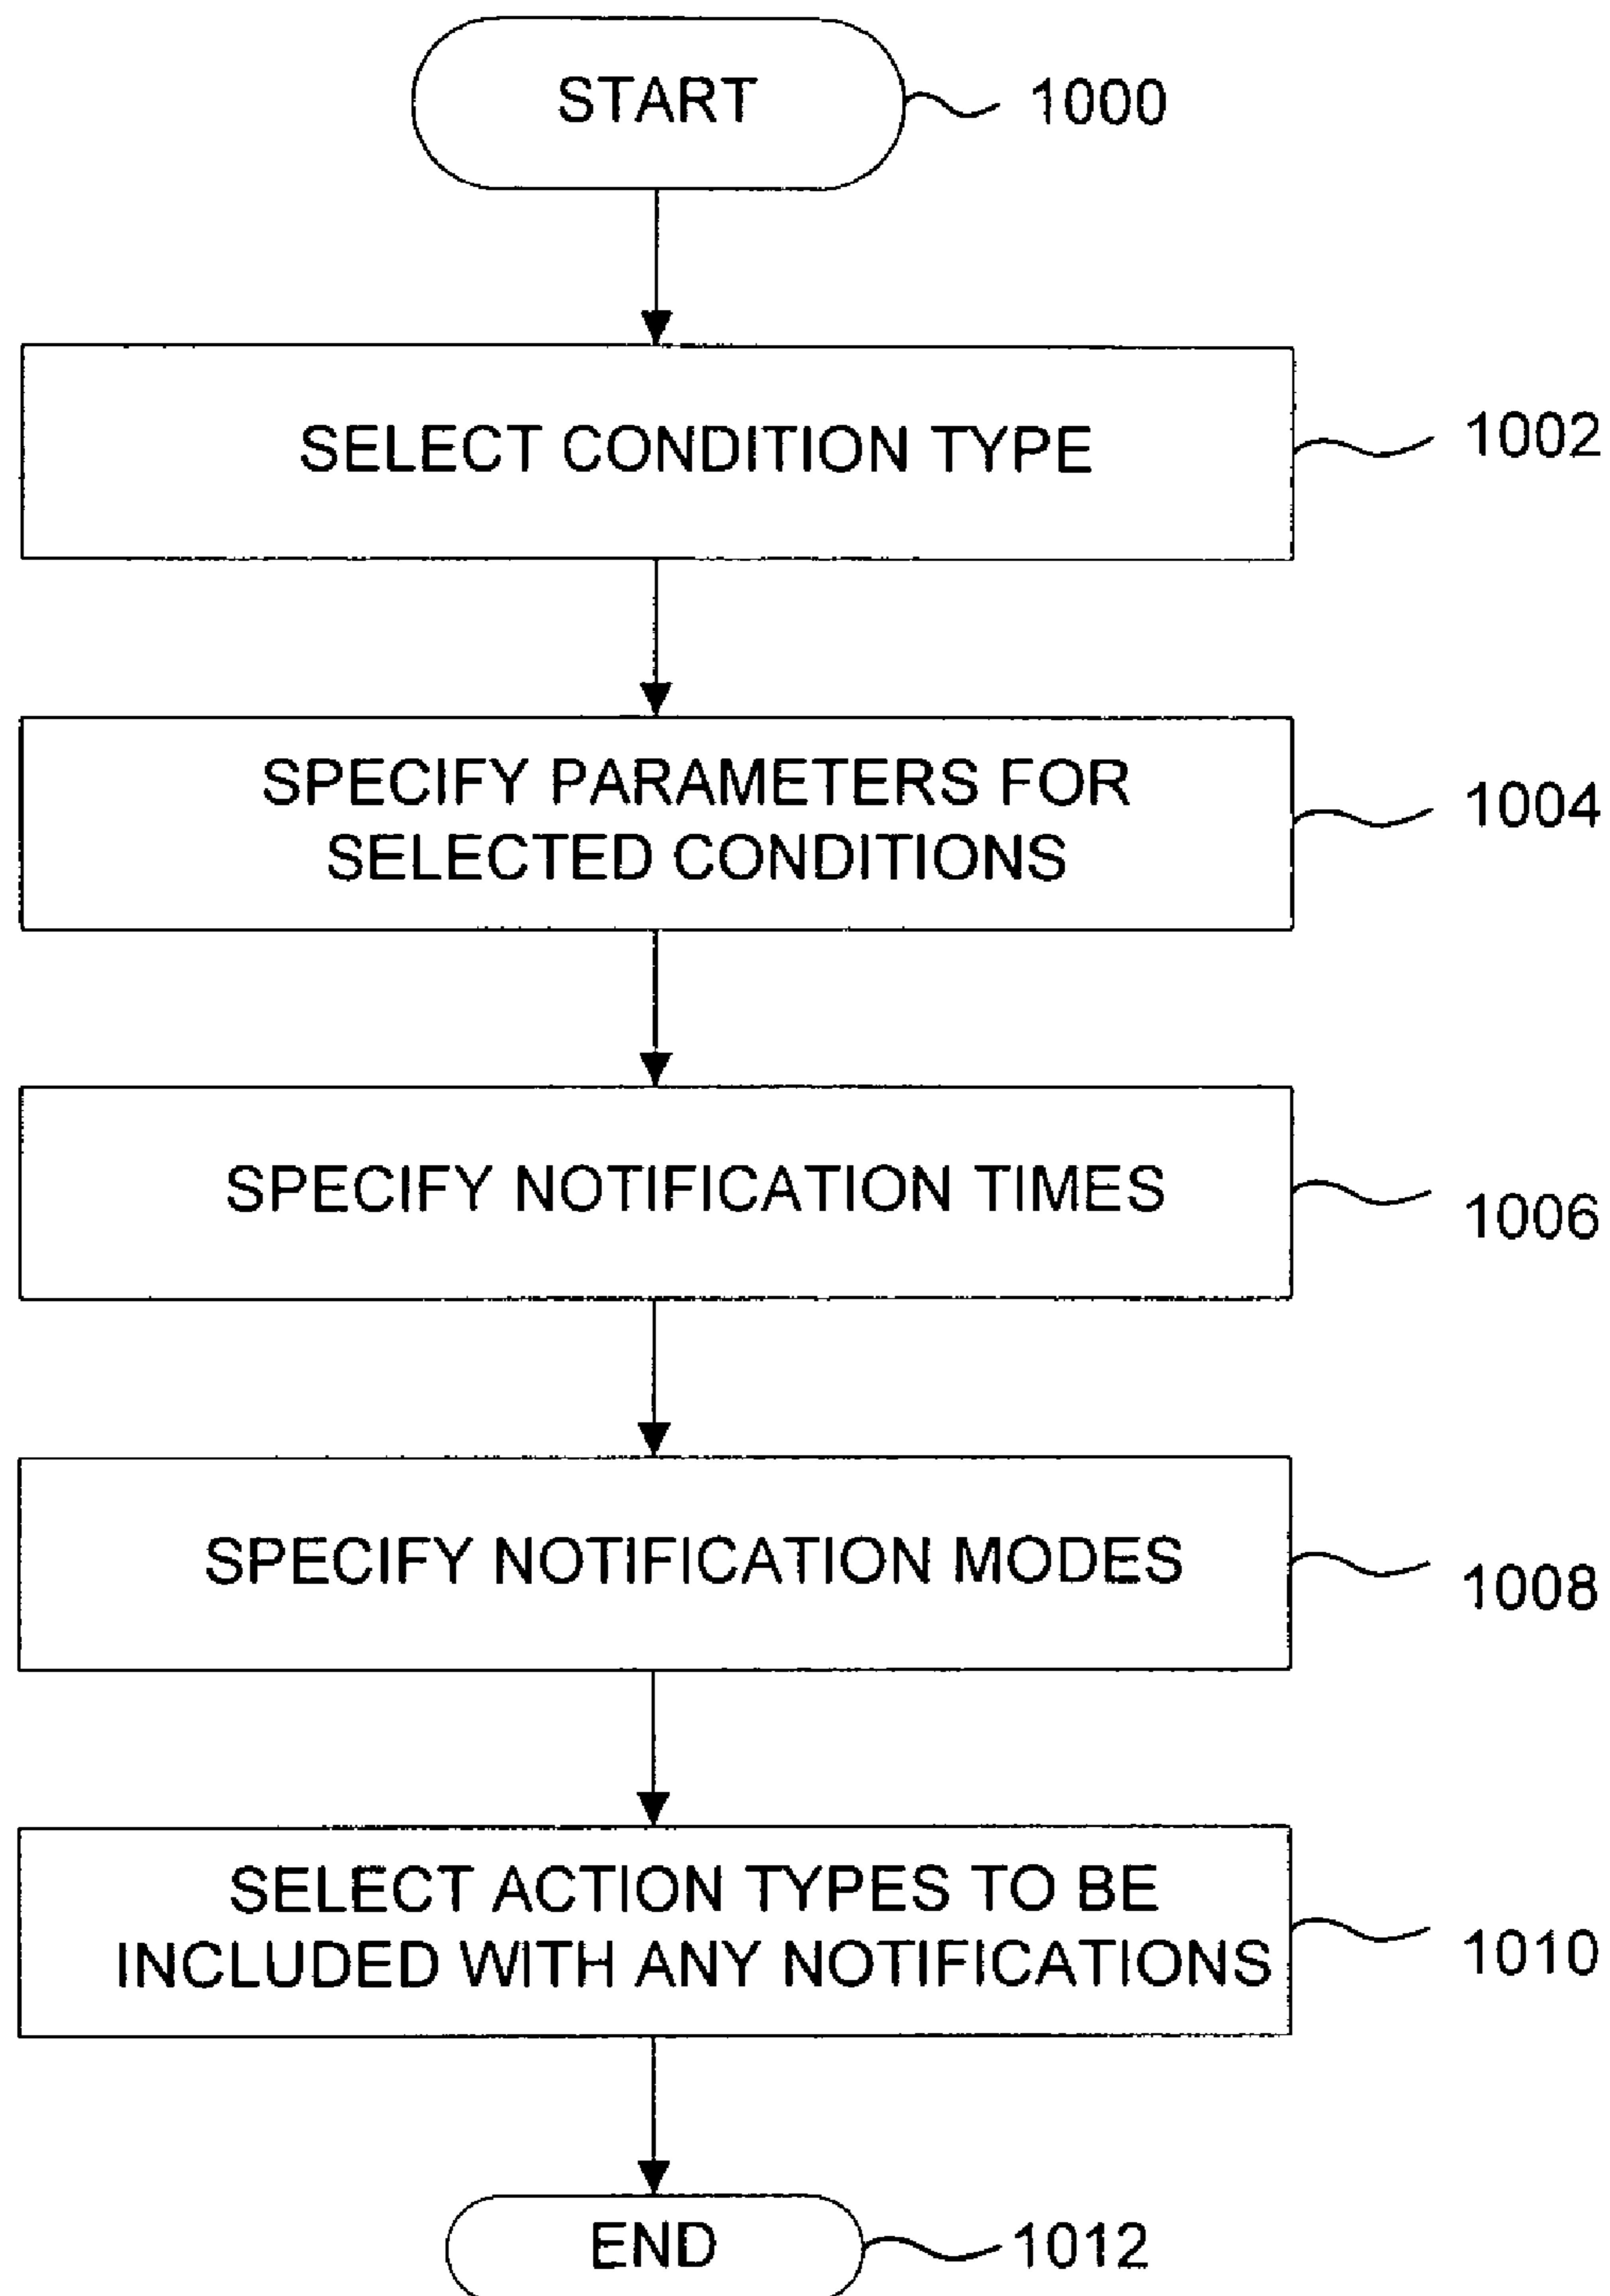 START
1000
SELECT CONDITION TYPE
1002
SPECIFY PARAMETERS FOR
SELECTED CONDITIONS
1004
SPECIFY NOTIFICATION TIMES
1006
SPECIFY NOTIFICATION MODES
1008
SELECT ACTION TYPES TO BE
INCLUDED WITH ANY NOTIFICATIONS
1010
END
1012